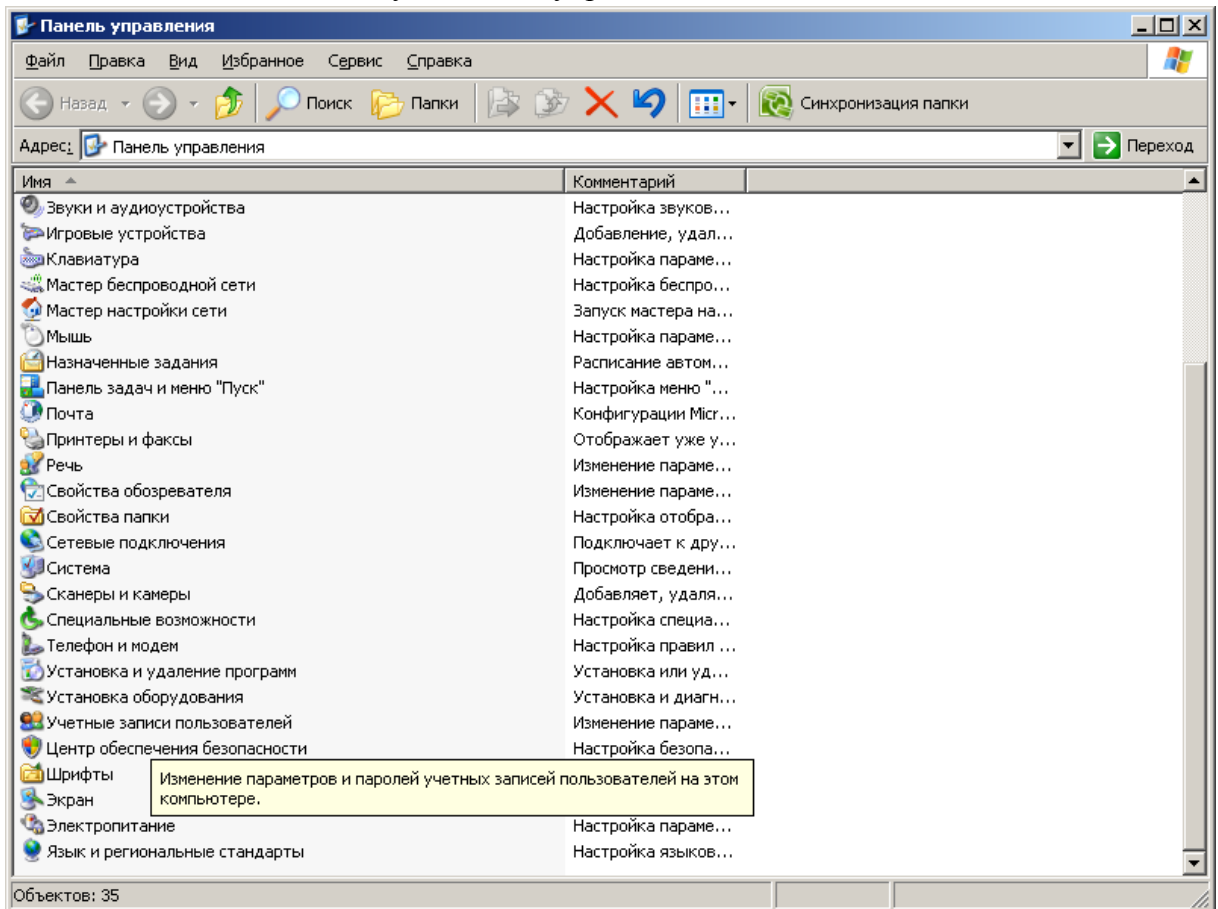 Панель управления
Файл Правка Вид Избранное Сервис Справка
Назад Поиск Папки Синхронизация папки
Адрес: Панель управления Переход
Имя Комментарий
Звуки и аудиоустройства Настройка звуков...
Игровые устройства Добавление, удал...
Клавиатура Настройка параме...
Мастер беспроводной сети Настройка беспро...
Мастер настройки сети Запуск мастера на...
Мышь Настройка параме...
Назначенные задания Расписание автом...
Панель задач и меню "Пуск" Настройка меню "...
Почта Конфигурации Micr...
Принтеры и факсы Отображает уже у...
Речь Изменение параме...
Свойства обозревателя Изменение параме...
Свойства папки Настройка отобра...
Сетевые подключения Подключает к дру...
Система Просмотр сведени...
Сканеры и камеры Добавляет, удаля...
Специальные возможности Настройка специа...
Телефон и модем Настройка правил ...
Установка и удаление программ Установка или уд...
Установка оборудования Установка и диагн...
Учетные записи пользователей Изменение параме...
Центр обеспечения безопасности Настройка безопа...
Шрифты
Изменение параметров и паролей учетных записей пользователей на этом
компьютере.
Экран
Электропитание Настройка параме...
Язык и региональные стандарты Настройка языков...
Объектов: 35